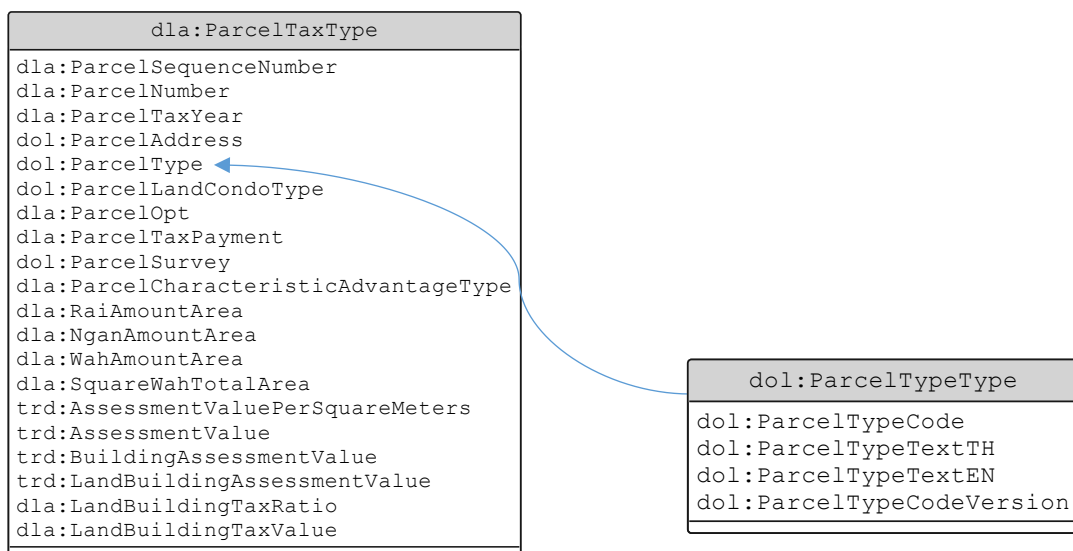 dla:ParcelTaxType
dla:ParcelSequenceNumber
dla:ParcelNumber
dla:ParcelTaxYear
dol:ParcelAddress
dol:ParcelType
dol:ParcelLandCondoType
dla:ParcelOpt
dla:ParcelTaxPayment
dol:ParcelSurvey
dla:ParcelCharacteristicAdvantageType
dla:RaiAmountArea
dla:NganAmountArea
dla:WahAmountArea
dla:SquareWahTotalArea
trd:AssessmentValuePerSquareMeters
trd:AssessmentValue
trd:BuildingAssessmentValue
trd:LandBuildingAssessmentValue
dla:LandBuildingTaxRatio
dla:LandBuildingTaxValue
dol:ParcelTypeType
dol:ParcelTypeCode
dol:ParcelTypeTextTH
dol:ParcelTypeTextEN
dol:ParcelTypeCodeVersion